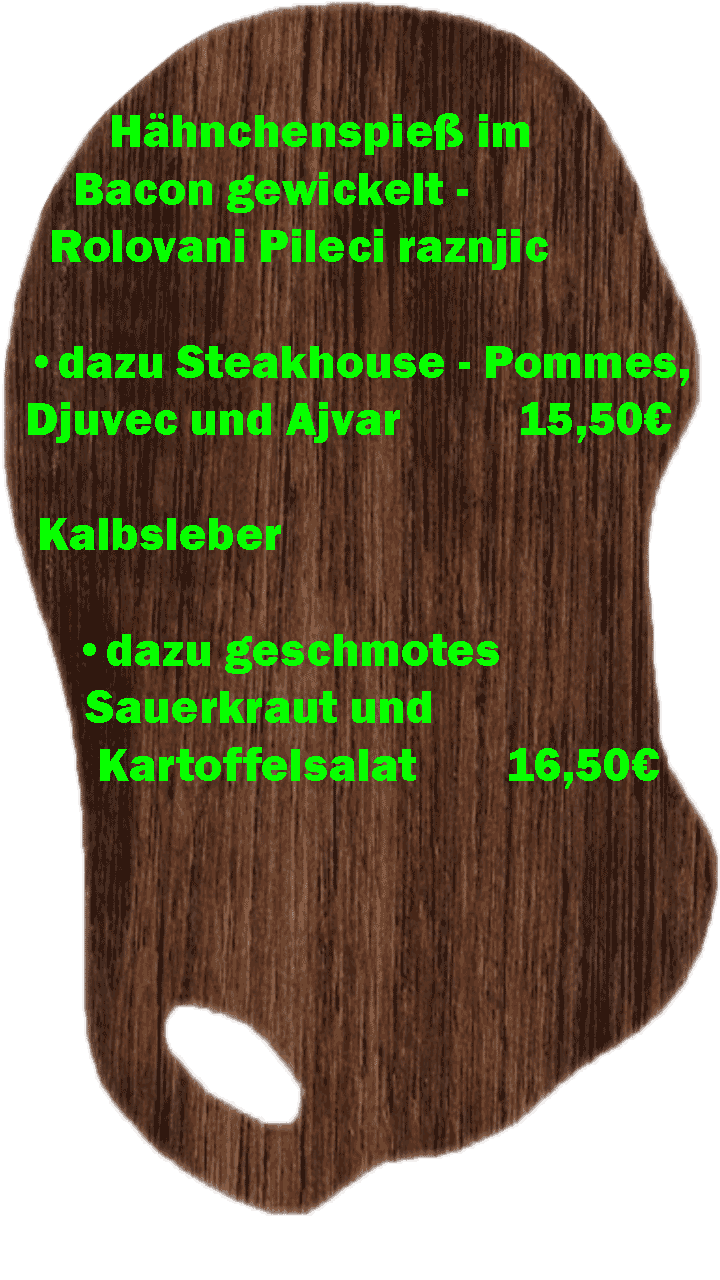 Hähnchenspieß im
Bacon gewickelt -
Rolovani Pileci raznjic
• dazu Steakhouse - Pommes,
Djuvec und Ajvar 15,50€
Kalbsleber
• dazu geschmotes
Sauerkraut und
Kartoffelsalat 16,50€